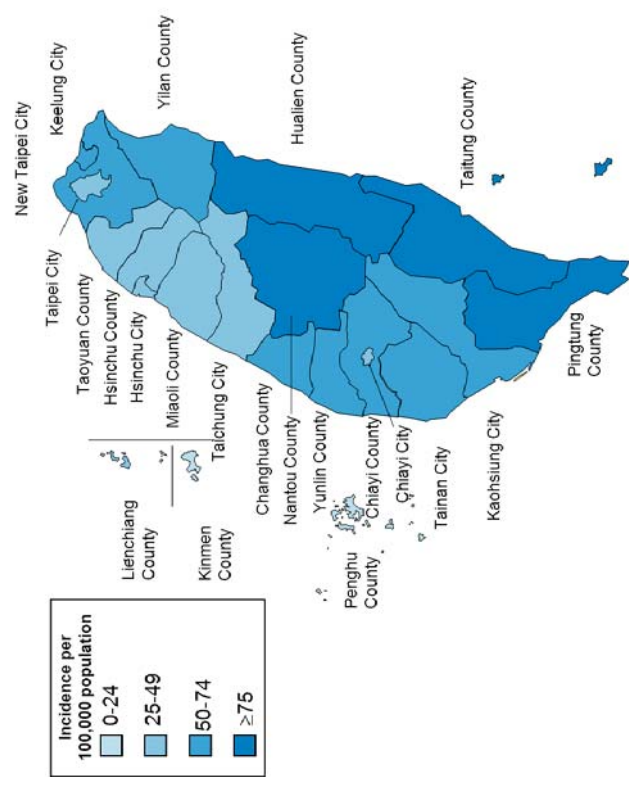 Incidence per
100,000 population
0-24
25-49
50-74
≥75
New Taipei City
Keelung City
Yilan County
Taipei City
Taoyuan County
Hsinchu County
Hsinchu City
Miaoli County
Taichung City
Lienchiang
County
Kinmen
County
Hualien County
Changhua County
Nantou County
Yunlin County
Chiayi County
Chiayi City
Penghu
County
Tainan City
Kaohsiung City
Taitung County
Pingtung
County